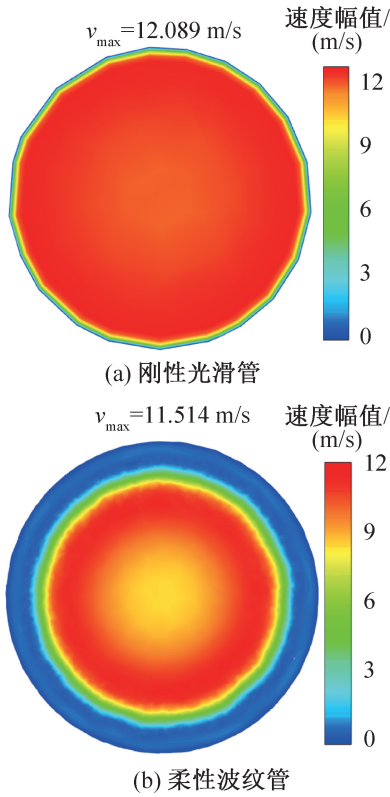 速度幅值/
v_max=12.089 m/s
(m/s)
12
9
6
3
0
(a) 刚性光滑管
v_max=11.514 m/s
速度幅值/
(m/s)
12
9
6
3
0
(b) 柔性波纹管